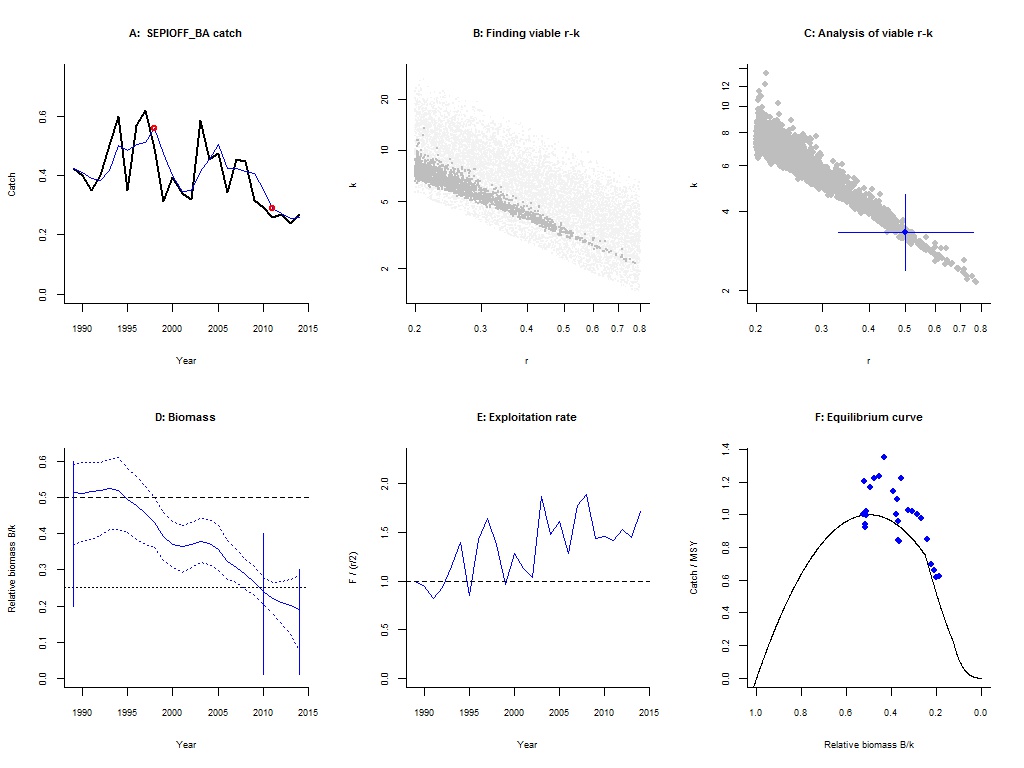 A: SEPIOFF_BA catch
Catch
0.0 0.2 0.4 0.6
1990 1995 2000 2005 2010 2015
Year
B: Finding viable r-k
k
2 5 10 20
0.2 0.3 0.4 0.5 0.6 0.7 0.8
r
C: Analysis of viable r-k
k
2 4 6 8 10 12
0.2 0.3 0.4 0.5 0.6 0.7 0.8
r
D: Biomass
Relative biomass B/k
0.0 0.1 0.2 0.3 0.4 0.5 0.6
1990 1995 2000 2005 2010 2015
Year
E: Exploitation rate
F / (r/2)
0.0 0.5 1.0 1.5 2.0
1990 1995 2000 2005 2010 2015
Year
F: Equilibrium curve
Catch / MSY
0.0 0.2 0.4 0.6 0.8 1.0 1.2 1.4
1.0 0.8 0.6 0.4 0.2 0.0
Relative biomass B/k